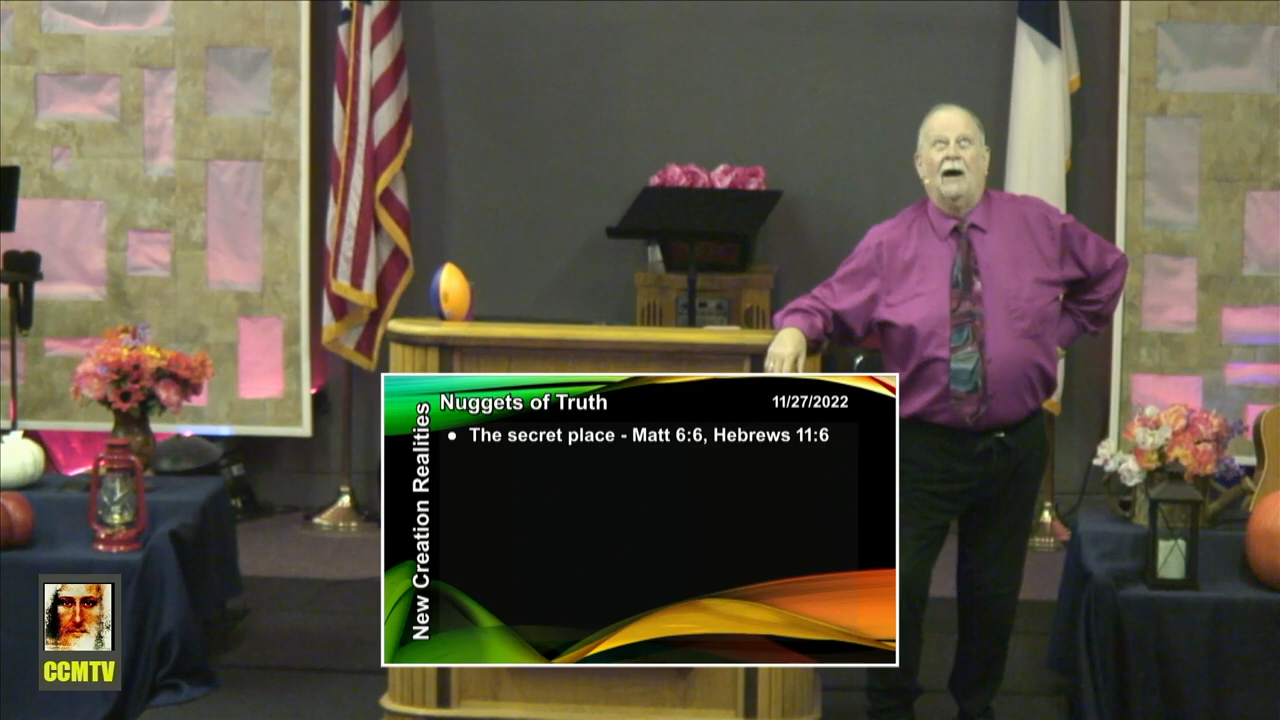 Nuggets of Truth
11/27/2022
● The secret place - Matt 6:6, Hebrews 11:6
New Creation Realities
CCMTV